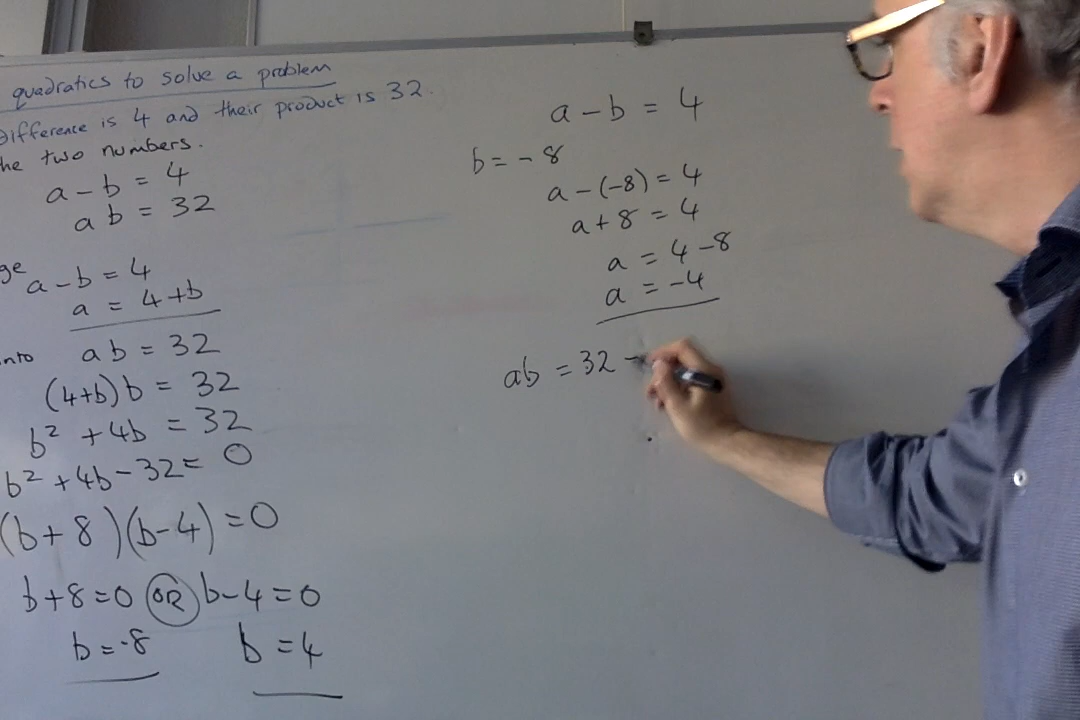 quadratics to solve a problem
difference is 4 and their product is 32.
he two numbers.
a - b = 4
ab = 32
ge
a - b = 4
a = 4 + b
nto
ab = 32
(4+b)b = 32
b² + 4b = 32
b² + 4b - 32 = 0
(b + 8)(b - 4) = 0
b + 8 = 0 OR b - 4 = 0
b = -8 b = 4
a - b = 4
b = - 8
a - (-8) = 4
a + 8 = 4
a = 4 - 8
a = -4
ab = 32 -